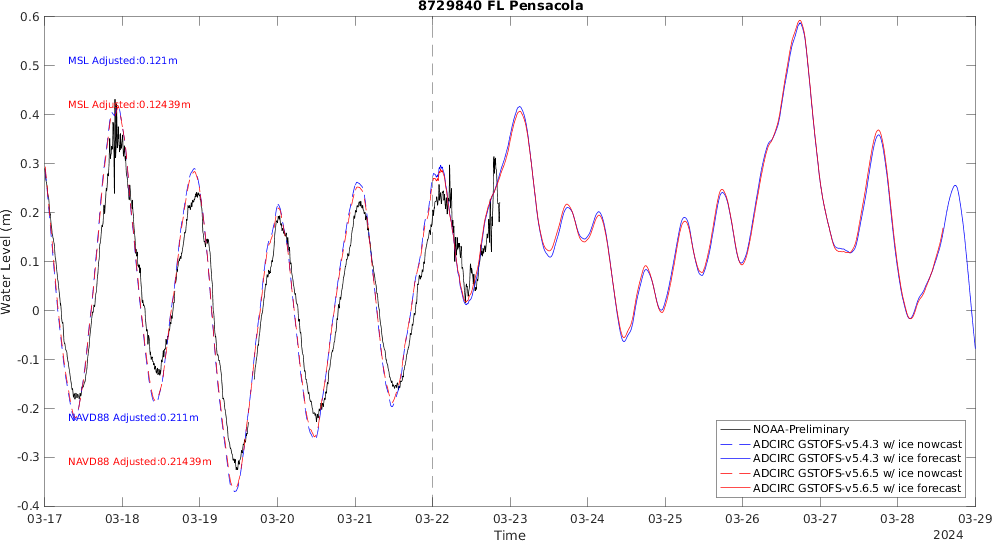 8729840 FL Pensacola
0.6
0.5
0.4
0.3
0.2
0.1
0
-0.1
-0.2
-0.3
-0.4
Water Level (m)
MSL Adjusted:0.121m
MSL Adjusted:0.12439m
NAVD88 Adjusted:0.211m
NAVD88 Adjusted:0.21439m
NOAA-Preliminary
ADCIRC GSTOFS-v5.4.3 w/ ice nowcast
ADCIRC GSTOFS-v5.4.3 w/ ice forecast
ADCIRC GSTOFS-v5.6.5 w/ ice nowcast
ADCIRC GSTOFS-v5.6.5 w/ ice forecast
03-17 03-18 03-19 03-20 03-21 03-22 03-23 03-24 03-25 03-26 03-27 03-28 03-29
Time
2024